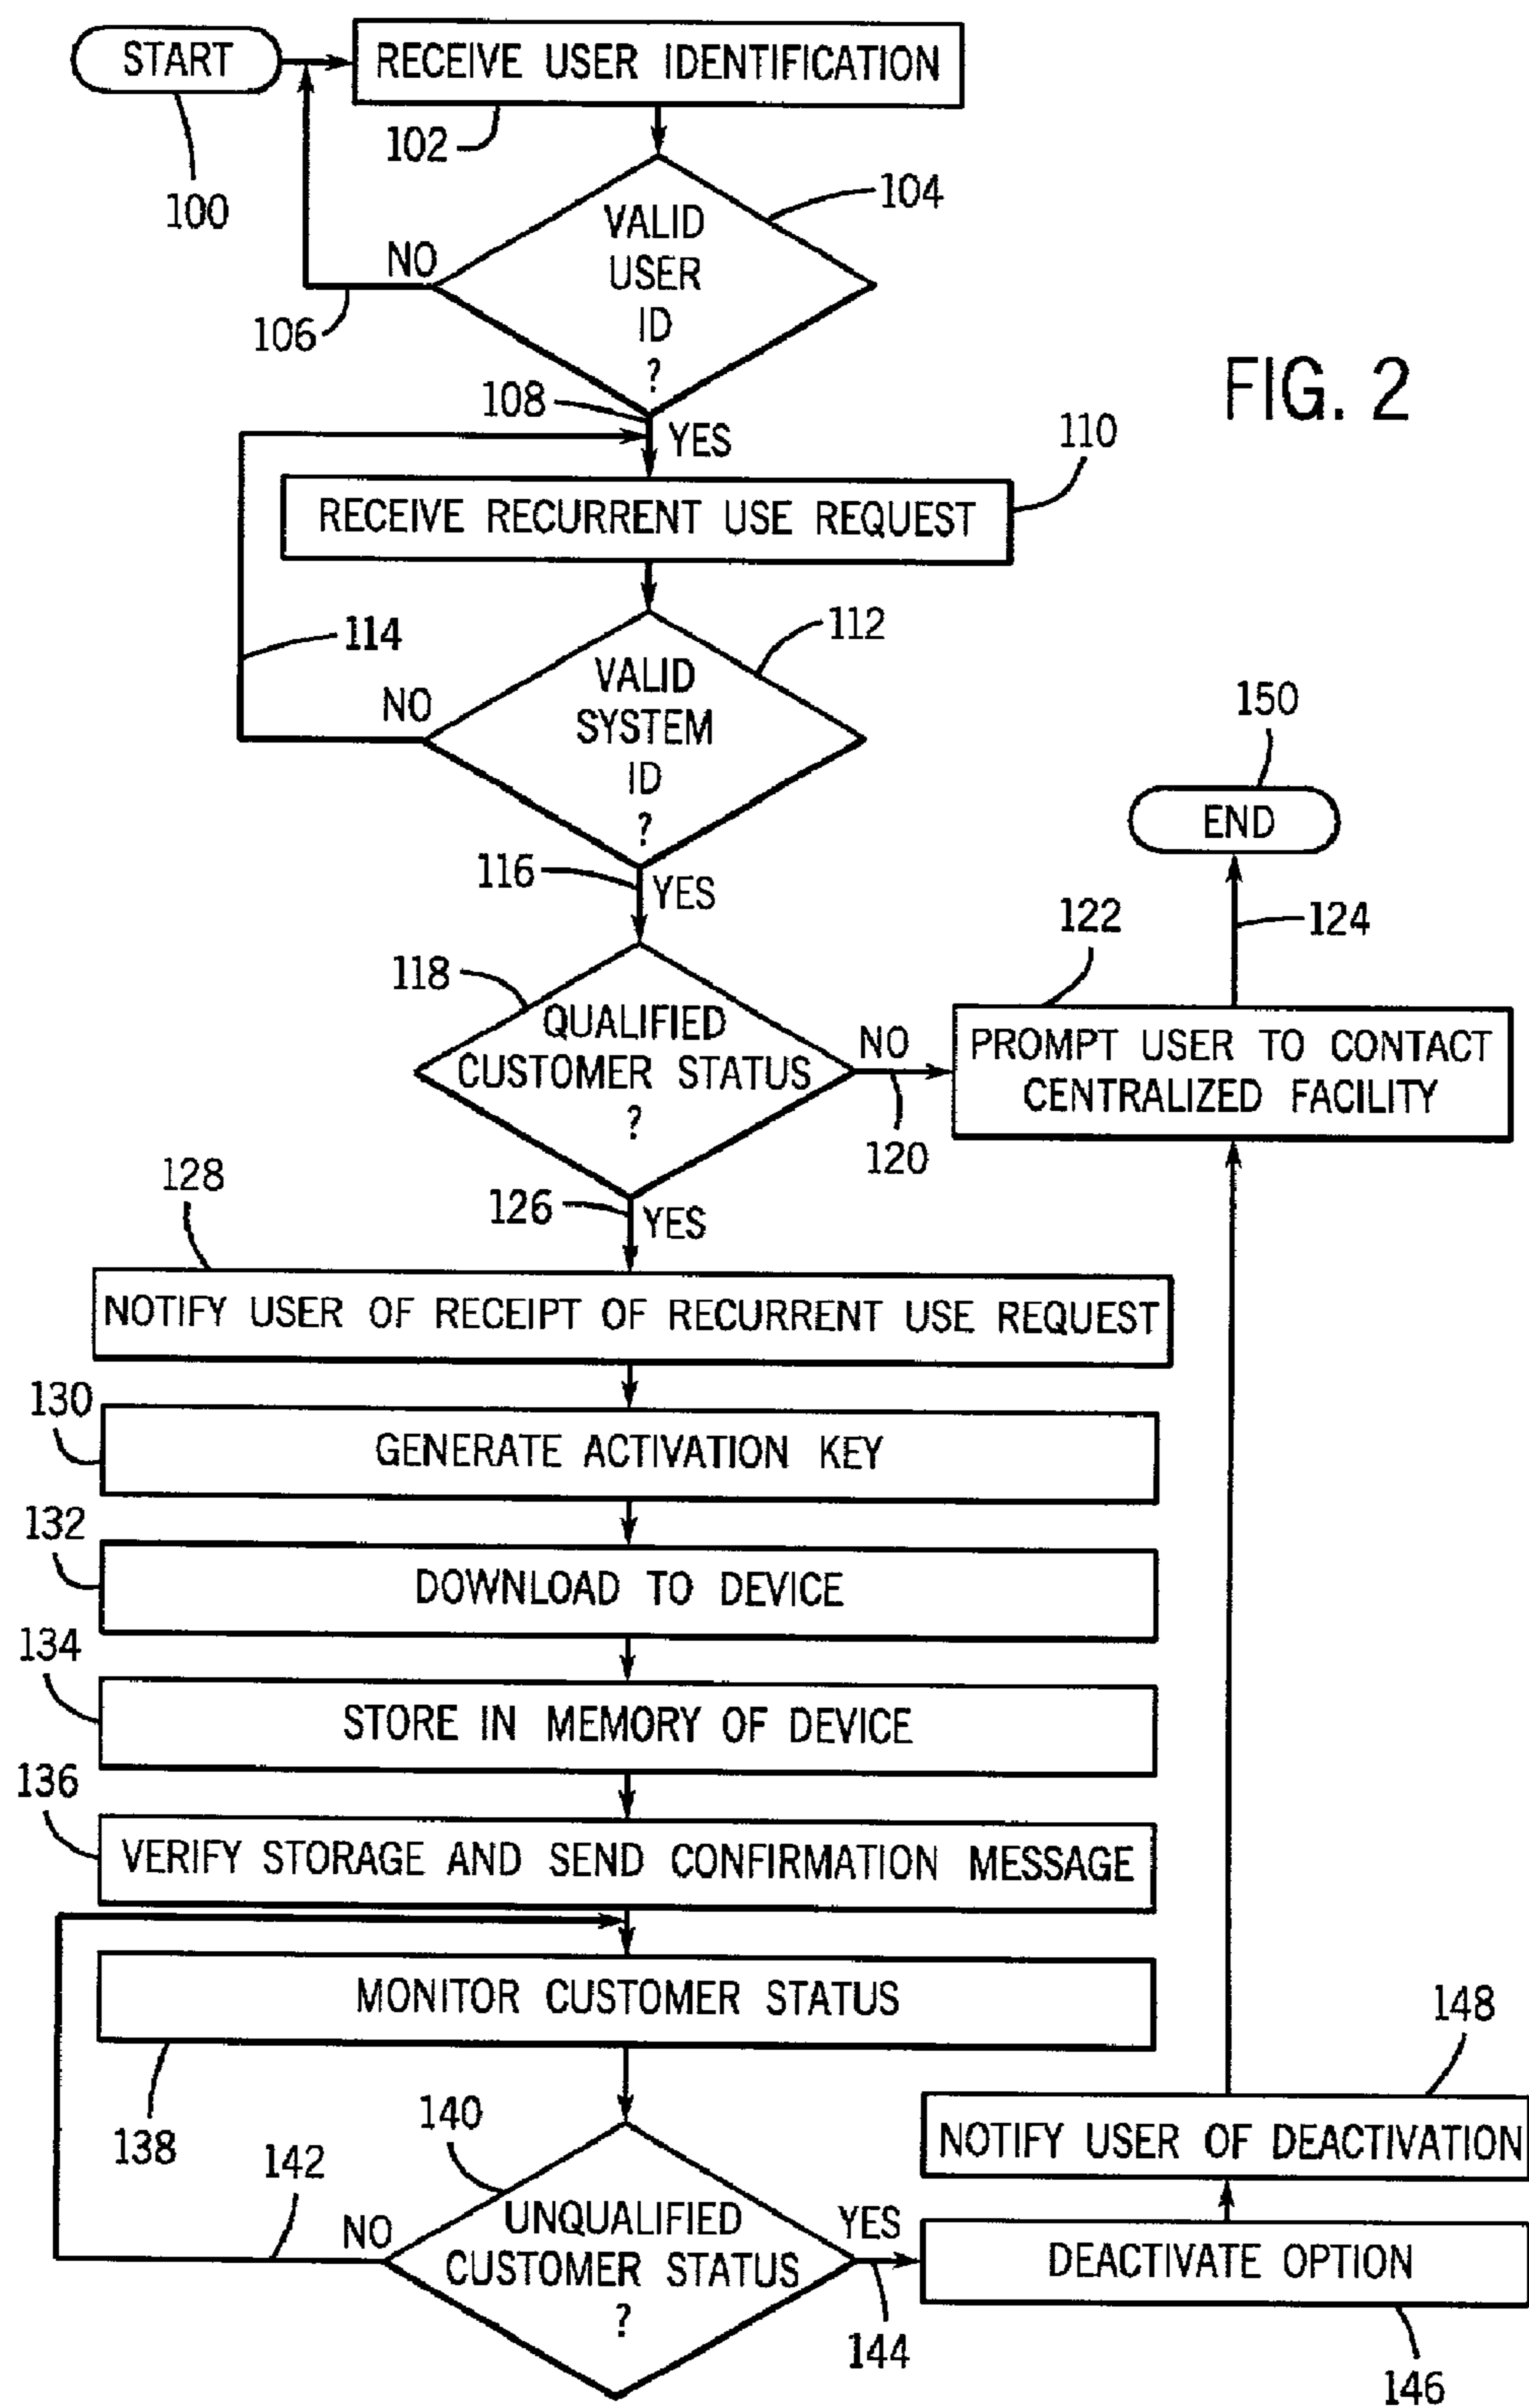 START
RECEIVE USER IDENTIFICATION
102
100
104
VALID
USER
ID
?
NO
106
FIG. 2
108
YES
110
RECEIVE RECURRENT USE REQUEST
114
112
VALID
SYSTEM
ID
?
NO
150
END
116
YES
122
124
118
QUALIFIED
CUSTOMER STATUS
?
NO
PROMPT USER TO CONTACT
CENTRALIZED FACILITY
120
128
126
YES
NOTIFY USER OF RECEIPT OF RECURRENT USE REQUEST
130
GENERATE ACTIVATION KEY
132
DOWNLOAD TO DEVICE
134
STORE IN MEMORY OF DEVICE
136
VERIFY STORAGE AND SEND CONFIRMATION MESSAGE
MONITOR CUSTOMER STATUS
148
138
142
140
NOTIFY USER OF DEACTIVATION
NO
UNQUALIFIED
CUSTOMER STATUS
?
YES
DEACTIVATE OPTION
144
146